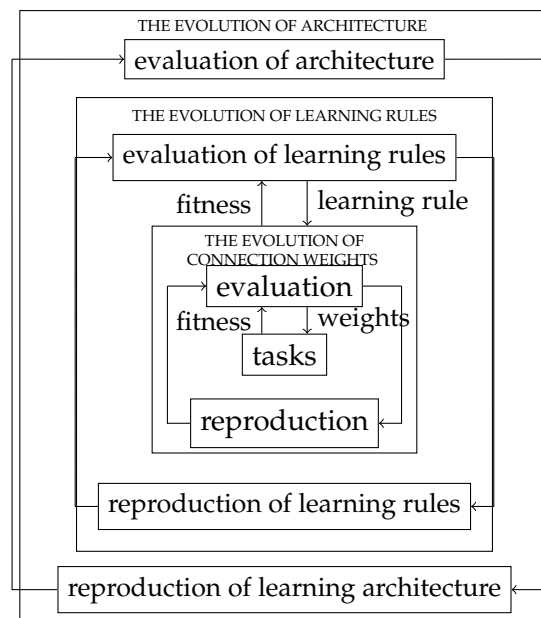 THE EVOLUTION OF ARCHITECTURE
evaluation of architecture
THE EVOLUTION OF LEARNING RULES
evaluation of learning rules
fitness
learning rule
THE EVOLUTION OF
CONNECTION WEIGHTS
evaluation
fitness
weights
tasks
reproduction
reproduction of learning rules
reproduction of learning architecture